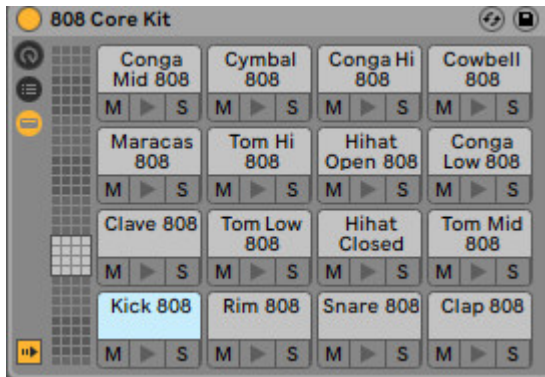 808 Core Kit
Conga Mid 808
Cymbal 808
Conga Hi 808
Cowbell 808
M S M S M S M S
Maracas 808
Tom Hi 808
Hihat Open 808
Conga Low 808
M S M S M S M S
Clave 808
Tom Low 808
Hihat Closed
Tom Mid 808
M S M S M S M S
Kick 808
Rim 808
Snare 808
Clap 808
M S M S M S M S